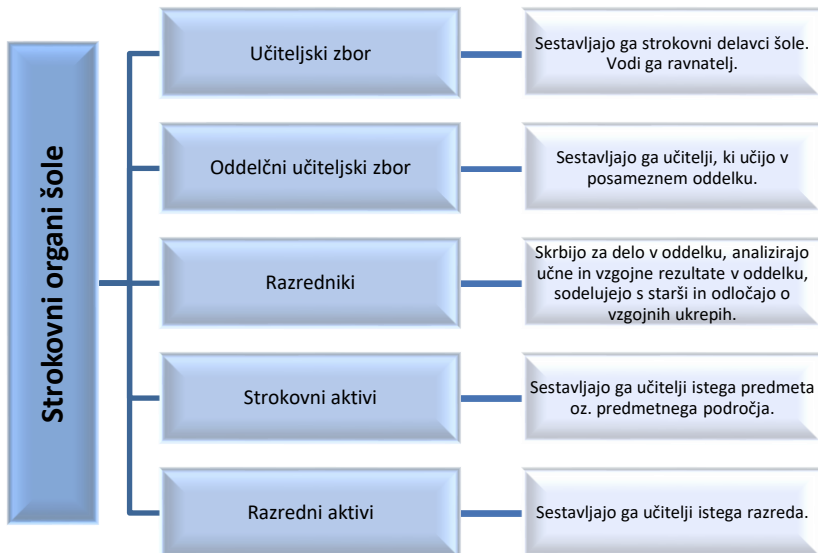 Strokovni organi šole
Učiteljski zbor
Sestavljajo ga strokovni delavci šole.
Vodi ga ravnatelj.
Oddelčni učiteljski zbor
Sestavljajo ga učitelji, ki učijo v
posameznem oddelku.
Razredniki
Skrbijo za delo v oddelku, analizirajo
učne in vzgojne rezultate v oddelku,
sodelujejo s starši in odločajo o
vzgojnih ukrepih.
Strokovni aktivi
Sestavljajo ga učitelji istega predmeta
oz. predmetnega področja.
Razredni aktivi
Sestavljajo ga učitelji istega razreda.